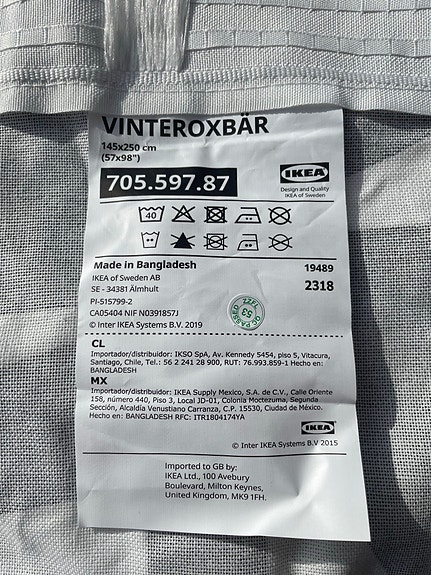 VINTEROXBÄR
145x250 cm
(57x98")
705.597.87
IKEA
Design and Quality
IKEA of Sweden
40
Made in Bangladesh
19489
IKEA of Sweden AB
SE - 34381 Älmhult
2318
PI-515799-2
CA05404 NIF N0391857J
© Inter IKEA Systems B.V. 2019
QC PASSED
53
ZZFL
CL
Importador/distribuidor: IKSO SpA, Av. Kennedy 5454, piso 5, Vitacura,
Santiago, Chile, Tel.: 56 2 241 28 900, RUT: 76.993.859-1 Hecho en:
BANGLADESH
MX
Importador/distribuidor: IKEA Supply Mexico, S.A. de C.V., Calle Oriente
158, número 440, Piso 3, Local JD-01, Colonia Moctezuma, Segunda
Sección, Alcaldía Venustiano Carranza, C.P. 15530, Ciudad de México.
Hecho en: BANGLADESH RFC: ITR1804174YA
IKEA
© Inter IKEA Systems B.V 2015
Imported to GB by:
IKEA Ltd., 100 Avebury
Boulevard, Milton Keynes,
United Kingdom, MK9 1FH.